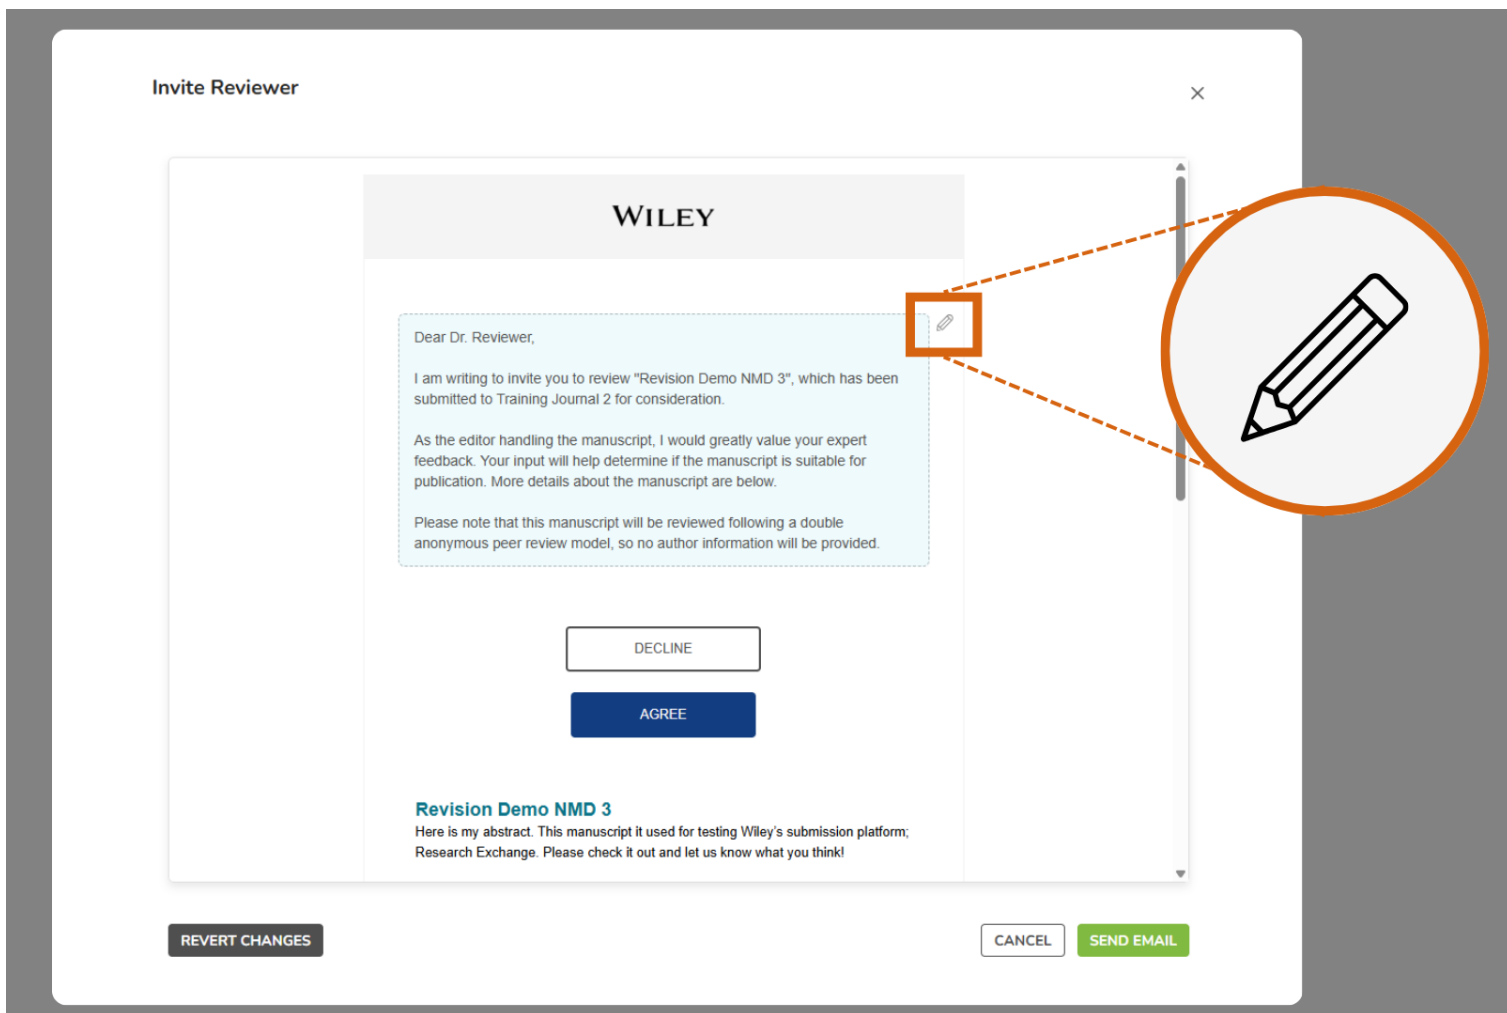 Invite Reviewer
WILEY
Dear Dr. Reviewer,
I am writing to invite you to review "Revision Demo NMD 3", which has been
submitted to Training Journal 2 for consideration.
As the editor handling the manuscript, I would greatly value your expert
feedback. Your input will help determine if the manuscript is suitable for
publication. More details about the manuscript are below.
Please note that this manuscript will be reviewed following a double
anonymous peer review model, so no author information will be provided.
DECLINE
AGREE
Revision Demo NMD 3
Here is my abstract. This manuscript it used for testing Wiley's submission platform;
Research Exchange. Please check it out and let us know what you think!
REVERT CHANGES
CANCEL
SEND EMAIL